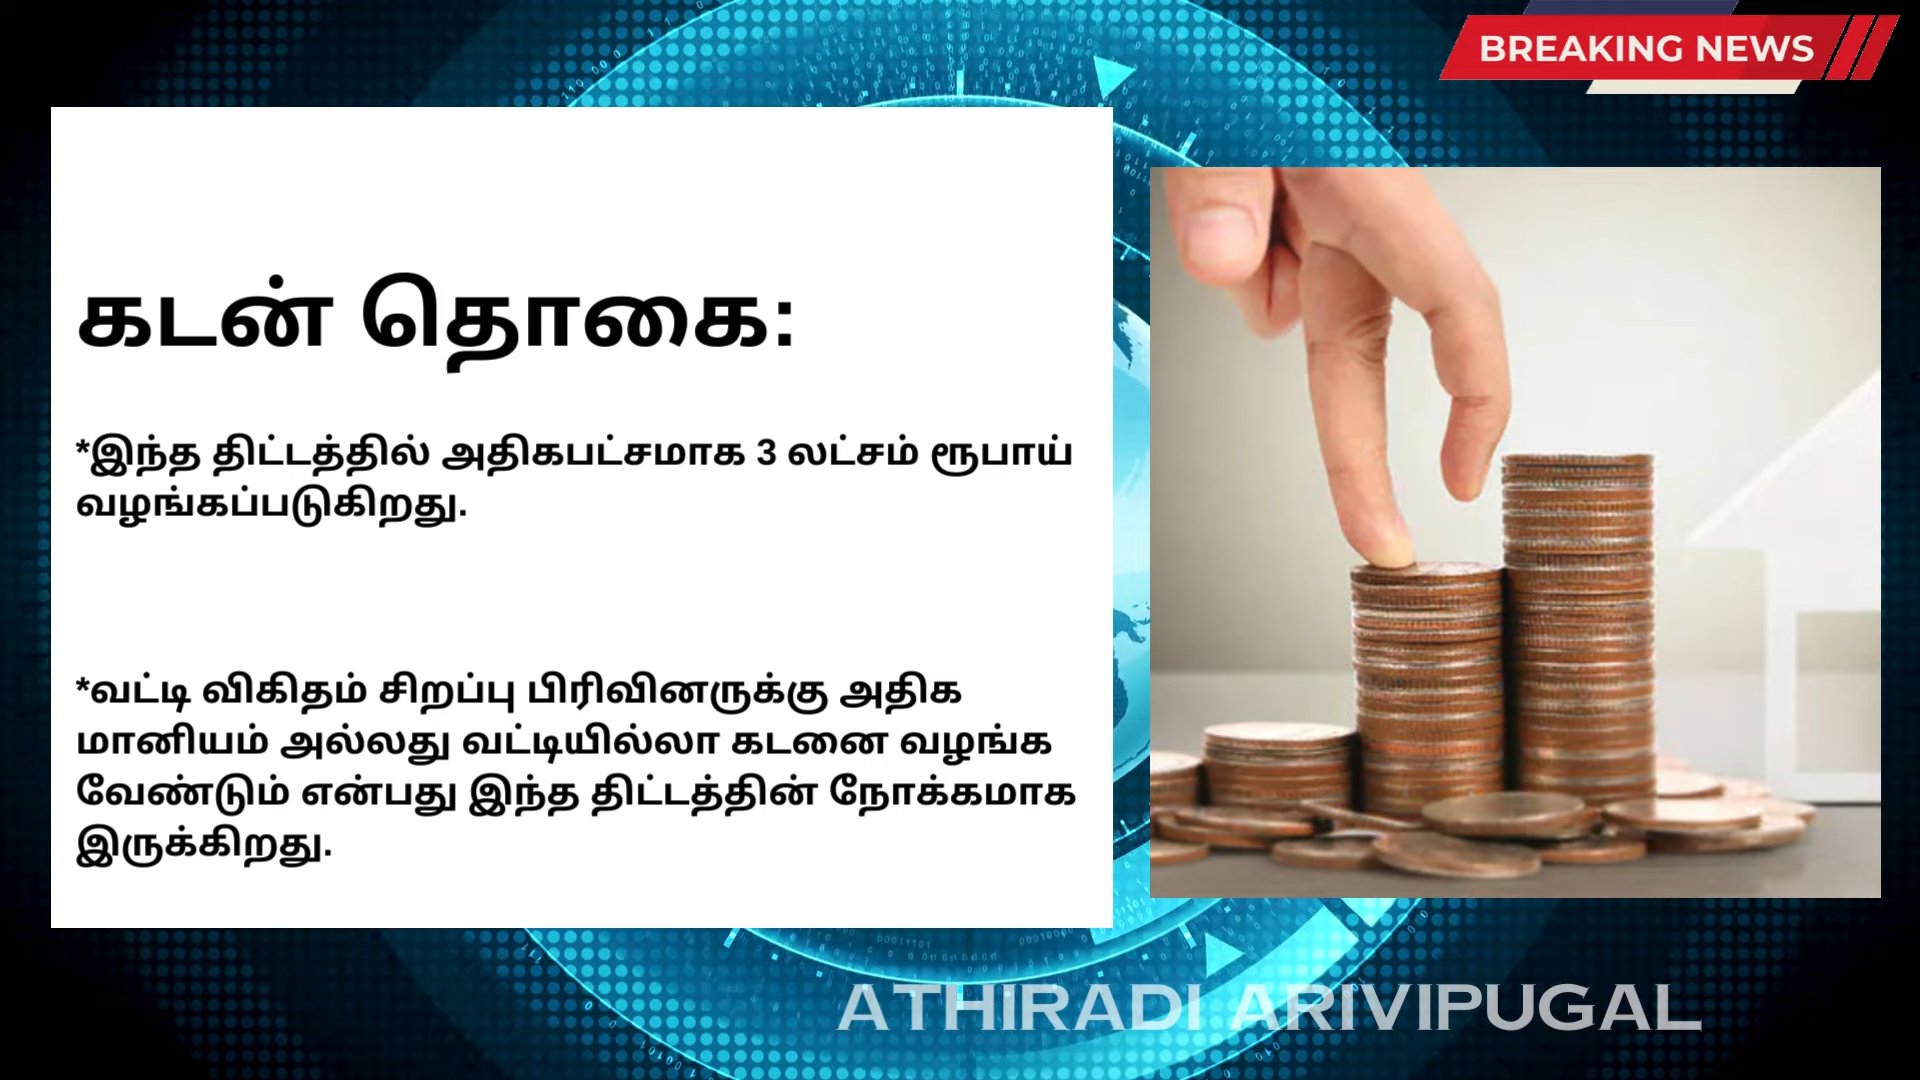 BREAKING NEWS
கடன் தொகை:
*இந்த திட்டத்தில் அதிகபட்சமாக 3 லட்சம் ரூபாய்
வழங்கப்படுகிறது.
*வட்டி விகிதம் சிறப்பு பிரிவினருக்கு அதிக
மானியம் அல்லது வட்டியில்லா கடனை வழங்க
வேண்டும் என்பது இந்த திட்டத்தின் நோக்கமாக
இருக்கிறது.
ATHIRADI ARIVIPUGAL